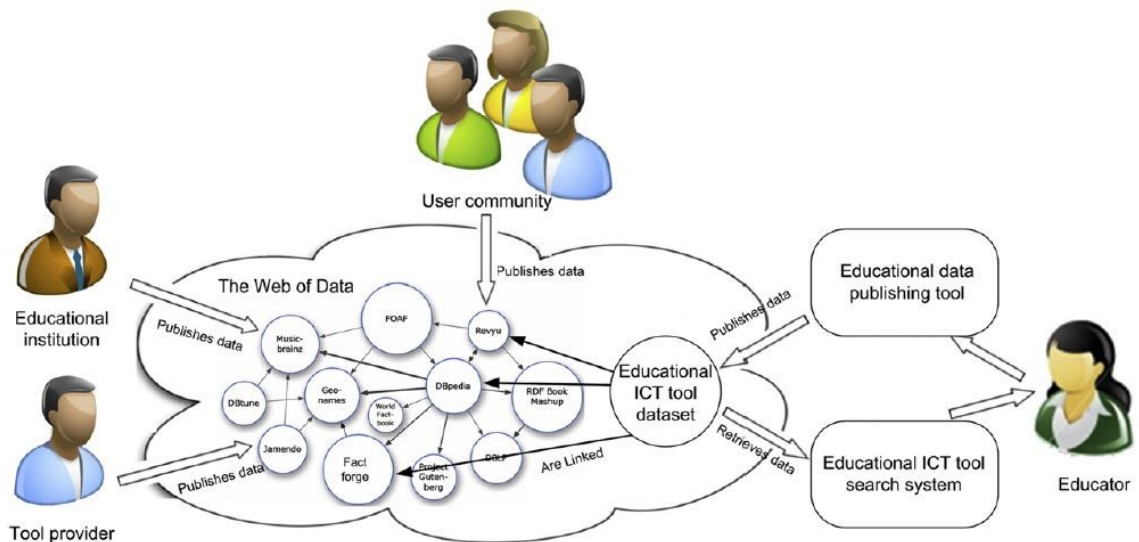 User community
Publishes data
The Web of Data
Educational
institution
Publishes data
FOAF
Revyu
Music-
brainz
DBtune
Geo-
names
World
Fact-
book
DBpedia
RDF Book
Mashup
Jamendo
Fact
forge
Project
Guten-
berg
DBLP
Educational
ICT tool
dataset
Are Linked
Publishes data
Retrieves data
Educational data
publishing tool
Educational ICT tool
search system
Educator
Publishes data
Tool provider